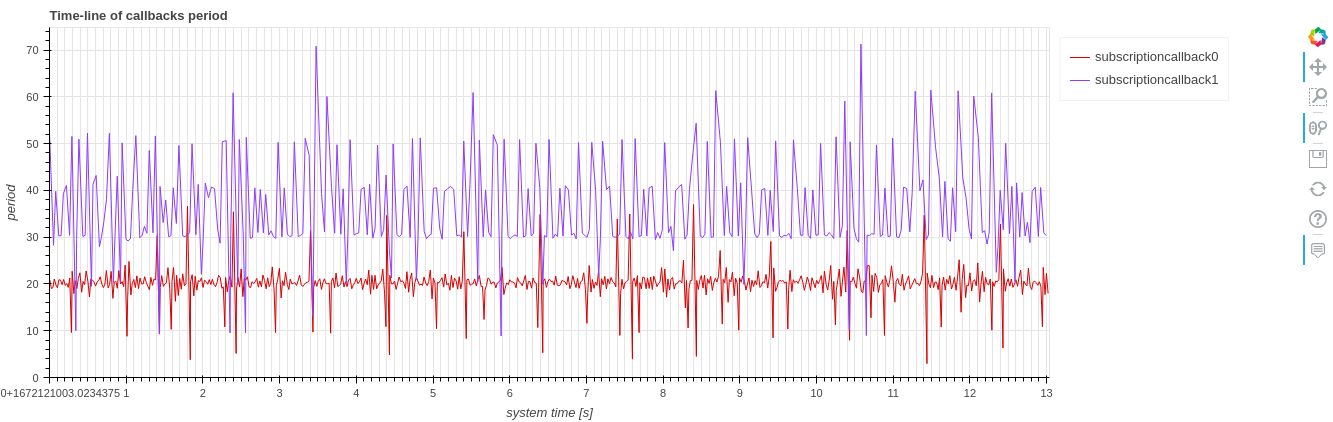 Time-line of callbacks period
70
60
50
40
30
20
10
0
period
0+1672121003.0234375 1 2 3 4 5 6 7 8 9 10 11 12 13
system time [s]
subscriptioncallback0
subscriptioncallback1